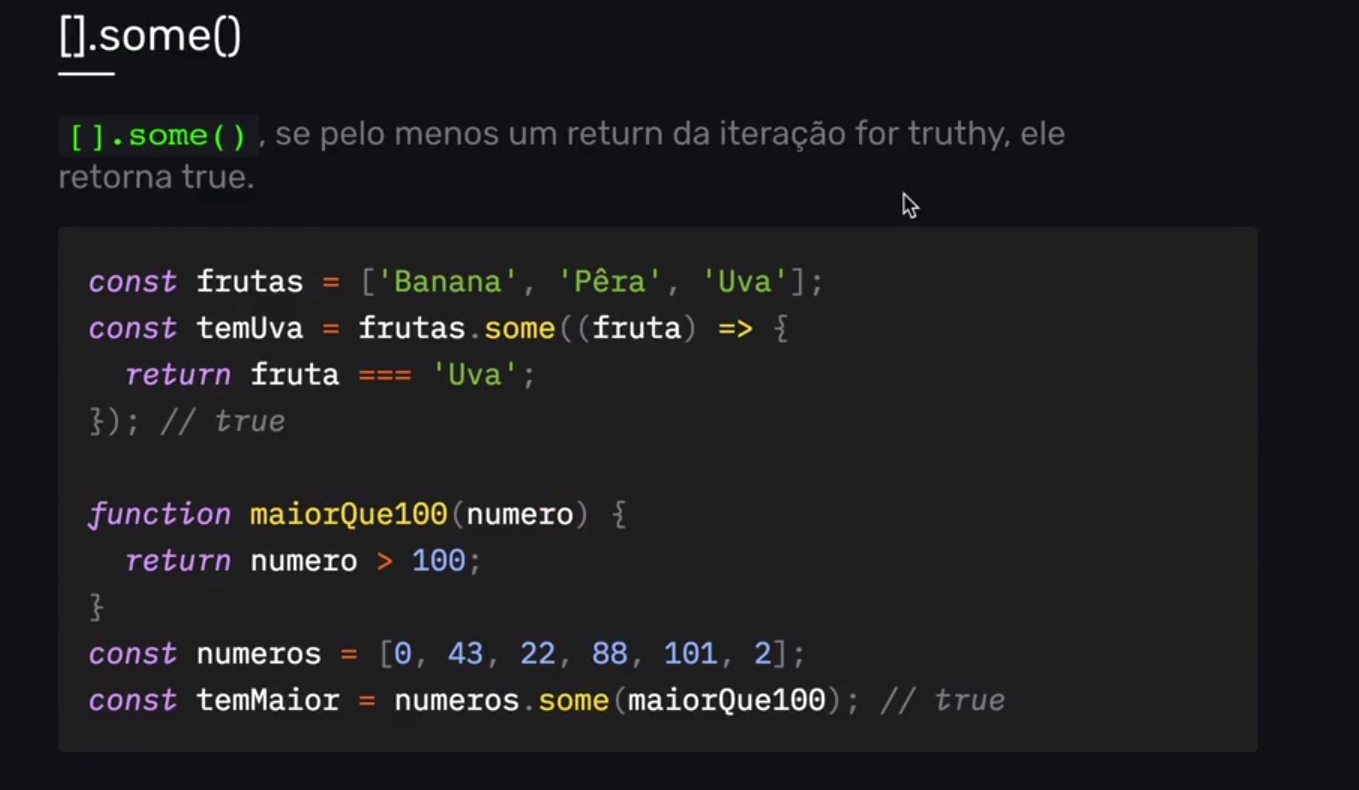 [].some()
[].some(), se pelo menos um return da iteração for truthy, ele
retorna true.
const frutas = ['Banana', 'Pêra', 'Uva'];
const temUva = frutas.some((fruta) => {
  return fruta === 'Uva';
}); // true
function maiorQue100(numero) {
  return numero > 100;
}
const numeros = [0, 43, 22, 88, 101, 2];
const temMaior = numeros.some(maiorQue100); // true